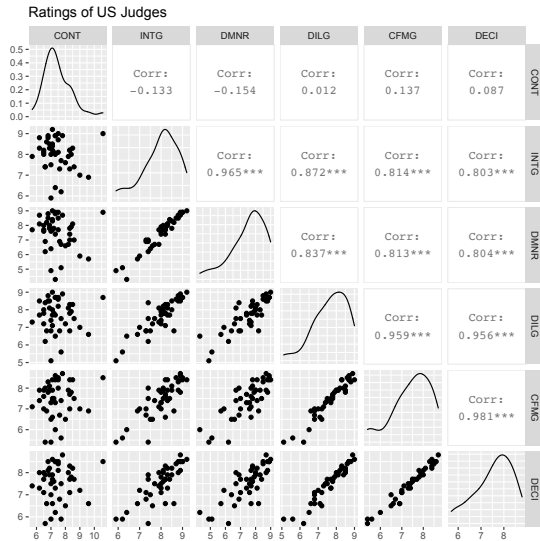 Ratings of US Judges
CONT INTG DMNR DILG CFMG DECI
0.5
0.4
0.3
0.2
0.1
0.0
Corr:
-0.133
Corr:
-0.154
Corr:
0.012
Corr:
0.137
Corr:
0.087
CONT
9
8
7
6
Corr:
0.965***
Corr:
0.872***
Corr:
0.814***
Corr:
0.803***
INTG
9
8
7
6
5
Corr:
0.837***
Corr:
0.813***
Corr:
0.804***
DMNR
9
8
7
6
5
Corr:
0.959***
Corr:
0.956***
DILG
8
7
6
Corr:
0.981***
CFMG
8
7
6
DECI
6 7 8 9 10 6 7 8 9 5 6 7 8 9 5 6 7 8 9 6 7 8 6 7 8